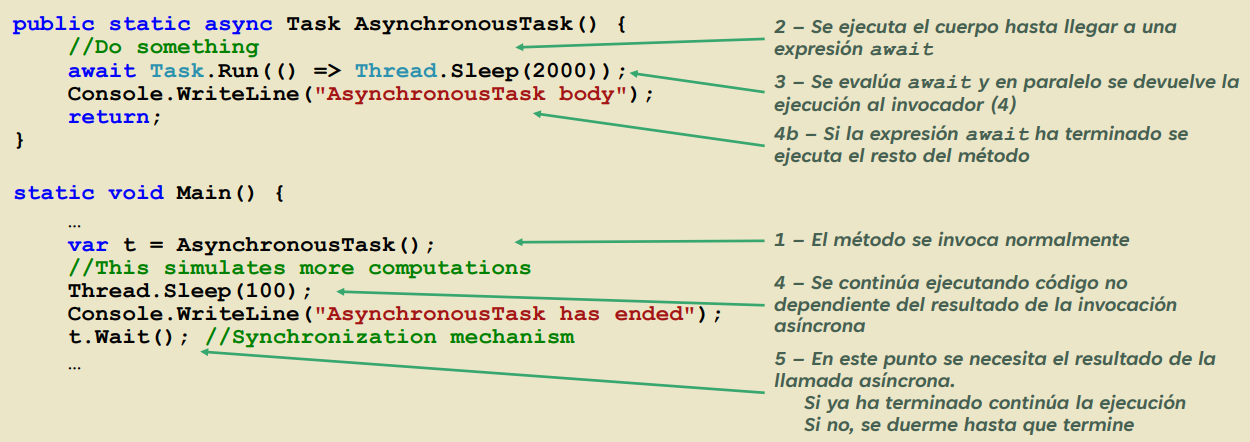 public static async Task AsynchronousTask() {
//Do something
await Task.Run(() => Thread.Sleep(2000));
Console.WriteLine("AsynchronousTask body");
return;
}
static void Main() {
…
var t = AsynchronousTask();
//This simulates more computations
Thread.Sleep(100);
Console.WriteLine("AsynchronousTask has ended");
t.Wait(); //Synchronization mechanism
…
2 – Se ejecuta el cuerpo hasta llegar a una
expresión await
3 – Se evalúa await y en paralelo se devuelve la
ejecución al invocador (4)
4b – Si la expresión await ha terminado se
ejecuta el resto del método
1 – El método se invoca normalmente
4 – Se continúa ejecutando código no
dependiente del resultado de la invocación
asíncrona
5 – En este punto se necesita el resultado de la
llamada asíncrona.
Si ya ha terminado continúa la ejecución
Si no, se duerme hasta que termine